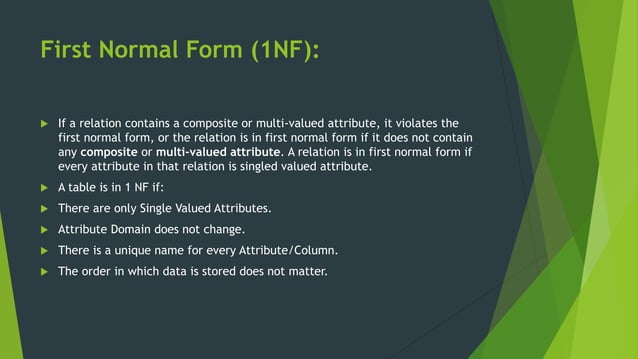 First Normal Form (1NF):
If a relation contains a composite or multi-valued attribute, it violates the
first normal form, or the relation is in first normal form if it does not contain
any composite or multi-valued attribute. A relation is in first normal form if
every attribute in that relation is singled valued attribute.
A table is in 1 NF if:
There are only Single Valued Attributes.
Attribute Domain does not change.
There is a unique name for every Attribute/Column.
The order in which data is stored does not matter.